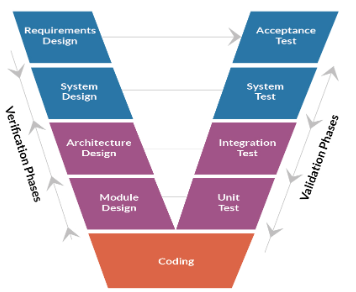 Requirements
Design
Acceptance
Test
System
Design
System
Test
Architecture
Design
Integration
Test
Module
Design
Unit
Test
Coding
Verification Phases
Validation Phases